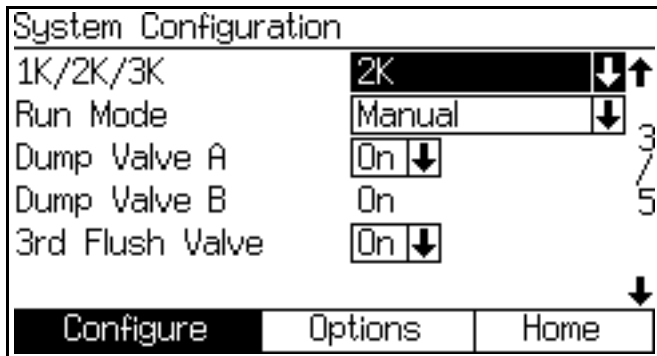 System Configuration
1K/2K/3K 2K
Run Mode Manual
Dump Valve A On
Dump Valve B On
3rd Flush Valve On
3/5
Configure Options Home